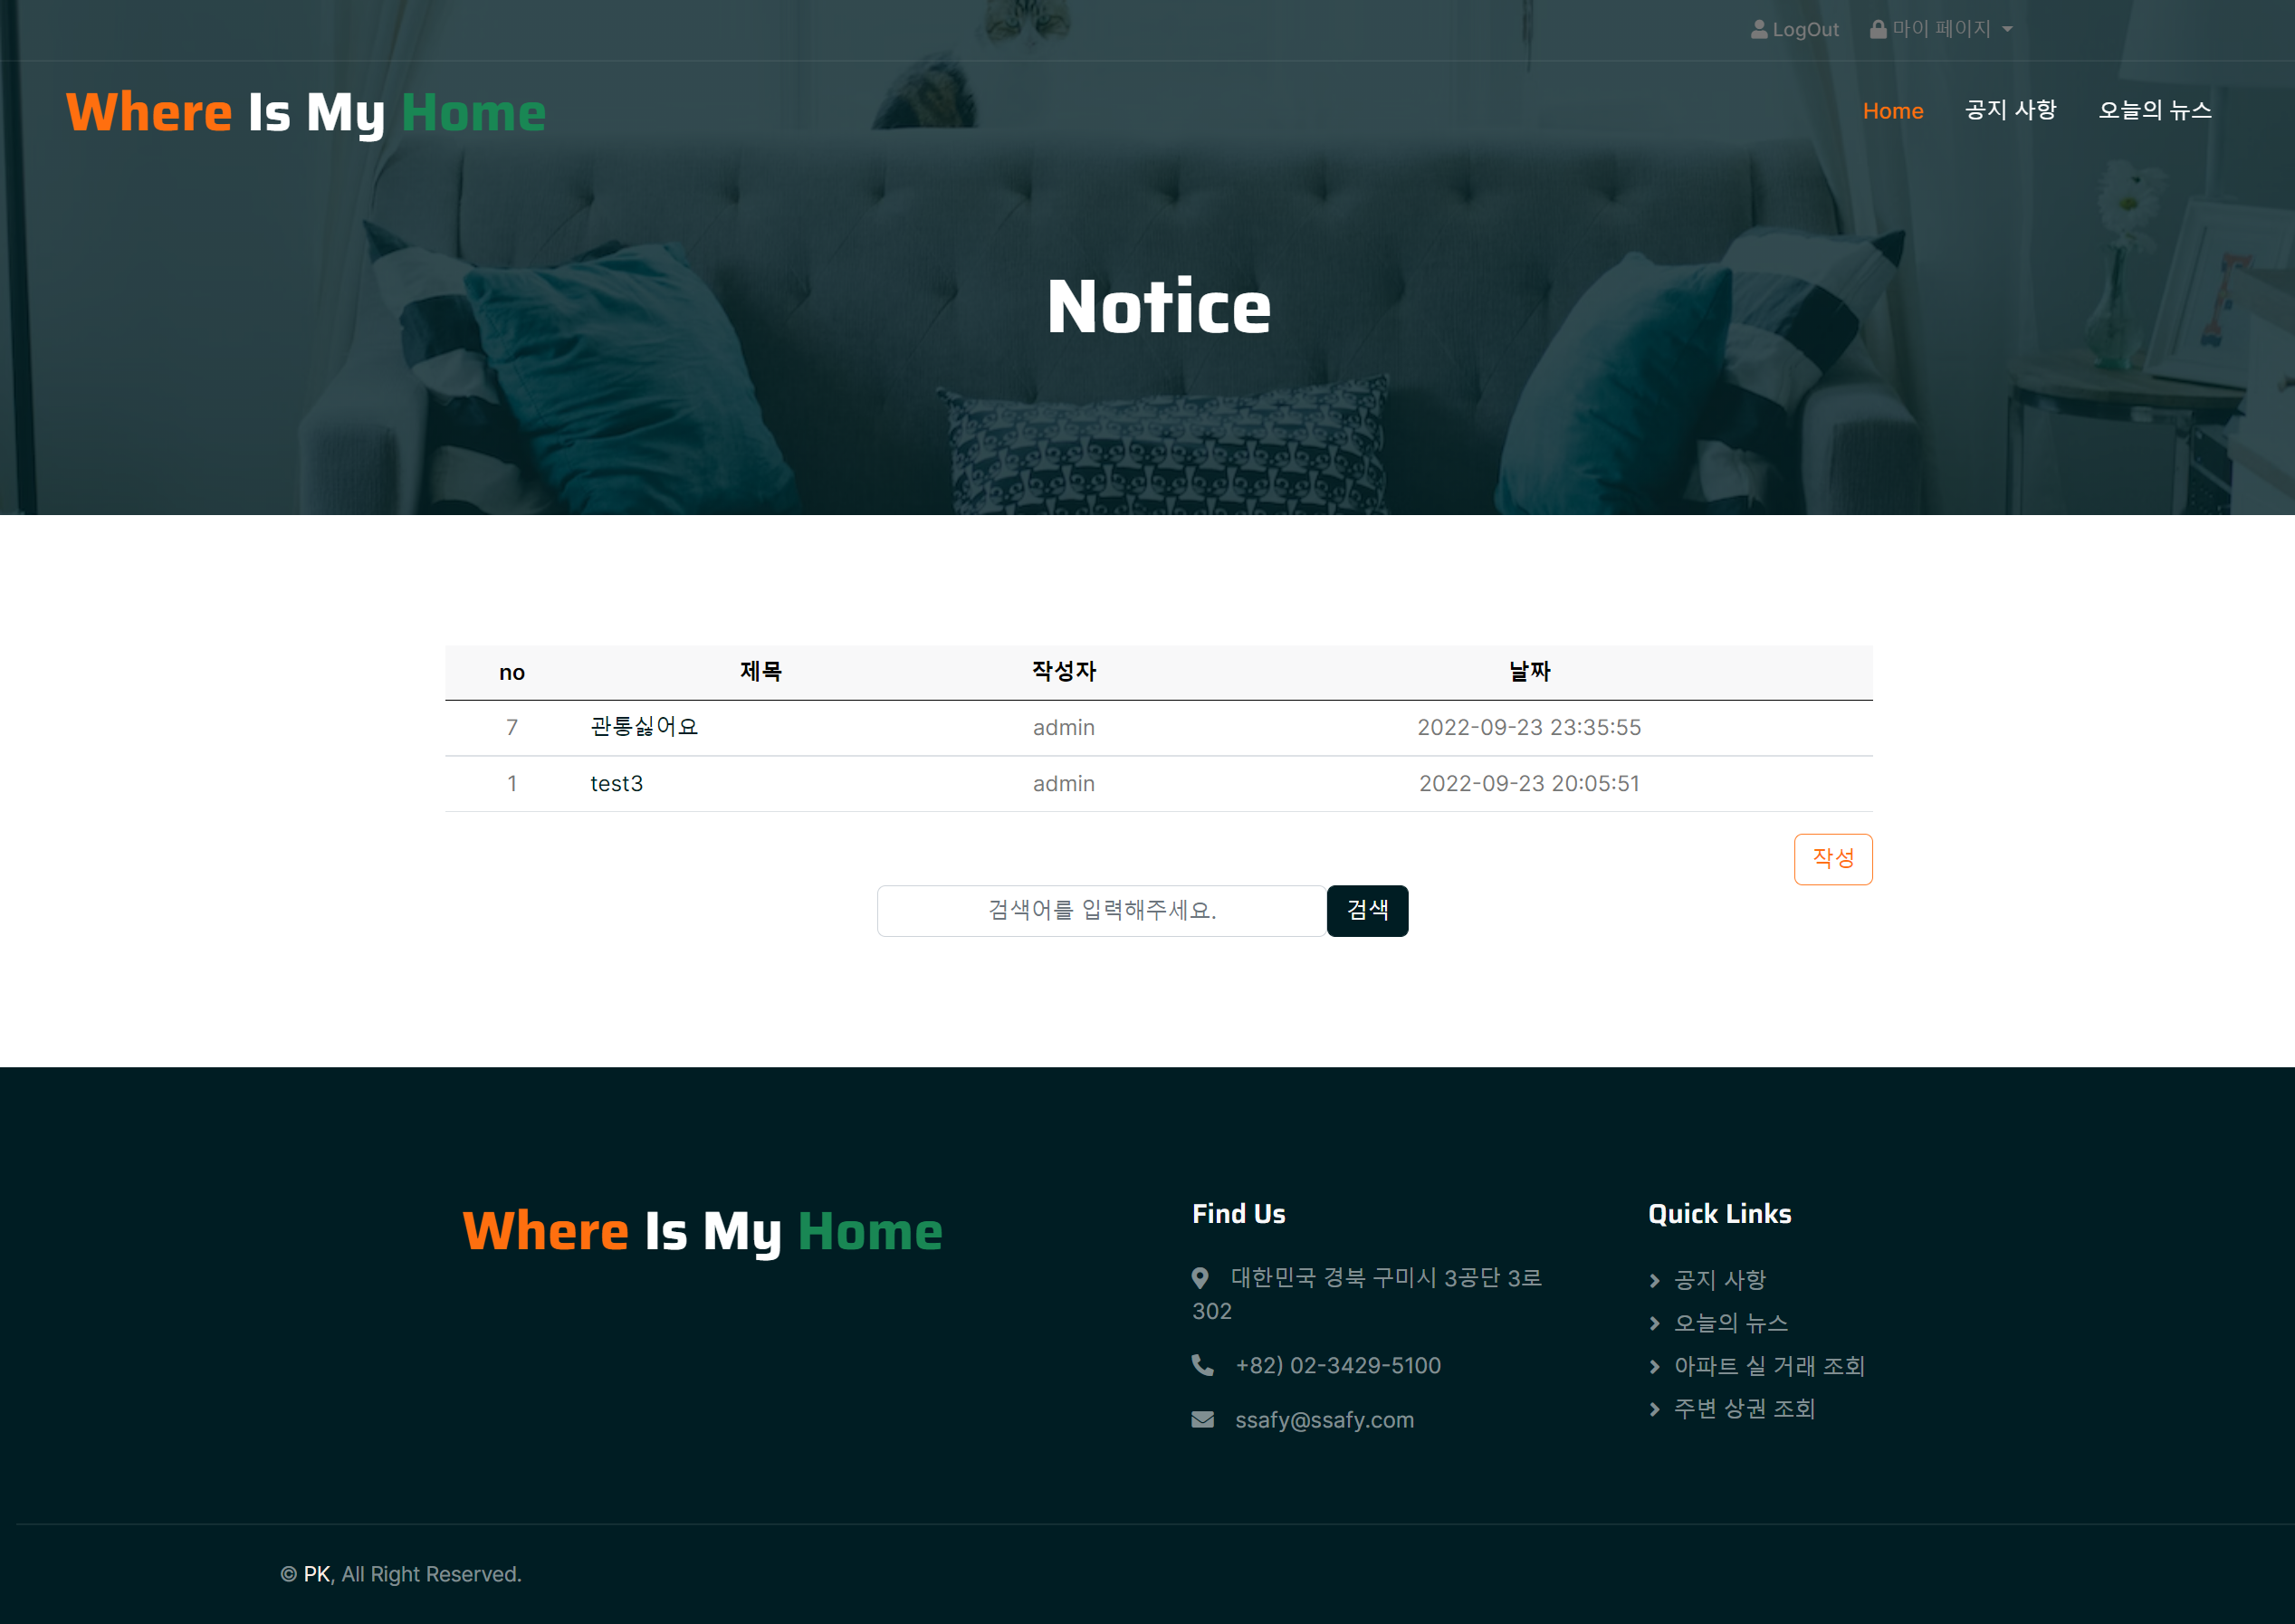 LogOut 마이 페이지
Where Is My Home
Home 공지 사항 오늘의 뉴스
Notice
no 제목 작성자 날짜
7 관통싫어요 admin 2022-09-23 23:35:55
1 test3 admin 2022-09-23 20:05:51
작성
검색어를 입력해주세요. 검색
Where Is My Home
Find Us
대한민국 경북 구미시 3공단 3로
302
+82) 02-3429-5100
ssafy@ssafy.com
Quick Links
공지 사항
오늘의 뉴스
아파트 실 거래 조회
주변 상권 조회
© PK, All Right Reserved.